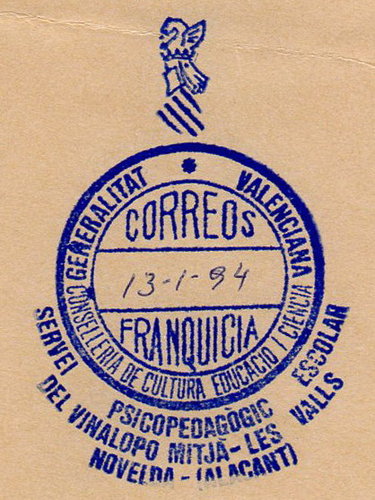 GENERALITAT * VALENCIANA
CONSELLERIA DE CULTURA EDUCACIO I CIENCIA
CORREOS
13-1-94
FRANQUICIA
SERVEI PSICOPEDAGÒGIC ESCOLAR
DEL VINALOPO MITJÀ-LES VALLS
NOVELDA-(ALACANT)